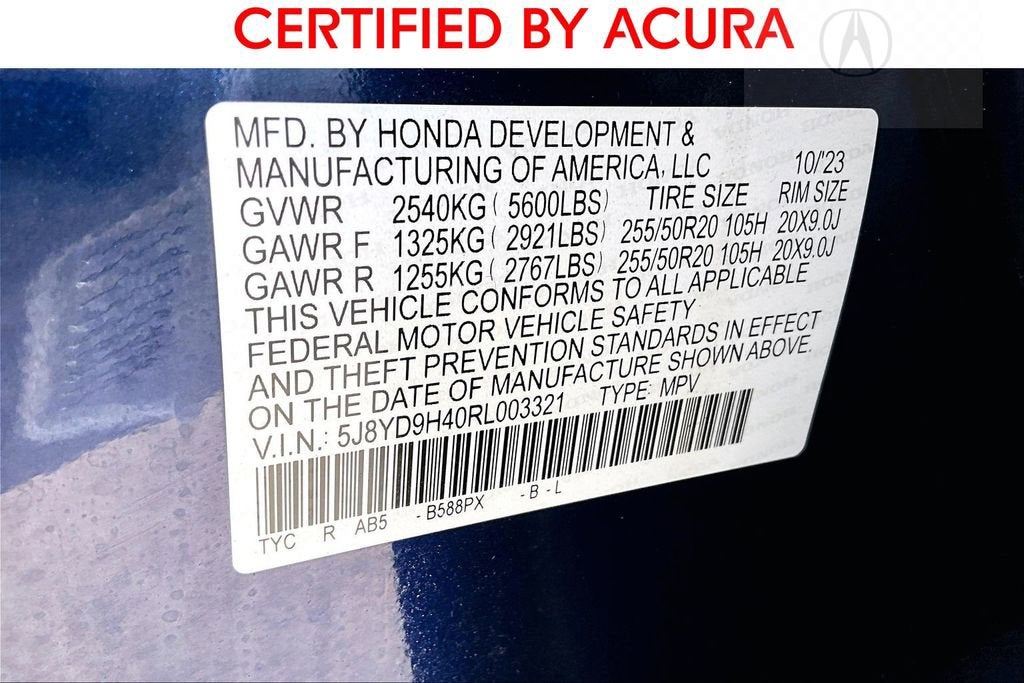 CERTIFIED BY ACURA
MFD. BY HONDA DEVELOPMENT &
MANUFACTURING OF AMERICA, LLC 10/'23
GVWR 2540KG ( 5600LBS) TIRE SIZE RIM SIZE
GAWR F 1325KG ( 2921LBS) 255/50R20 105H 20X9.0J
GAWR R 1255KG ( 2767LBS) 255/50R20 105H 20X9.0J
THIS VEHICLE CONFORMS TO ALL APPLICABLE
FEDERAL MOTOR VEHICLE SAFETY
AND THEFT PREVENTION STANDARDS IN EFFECT
ON THE DATE OF MANUFACTURE SHOWN ABOVE.
V.I.N.: 5J8YD9H40RL003321 TYPE: MPV
TYC R AB5 - B588PX - B - L